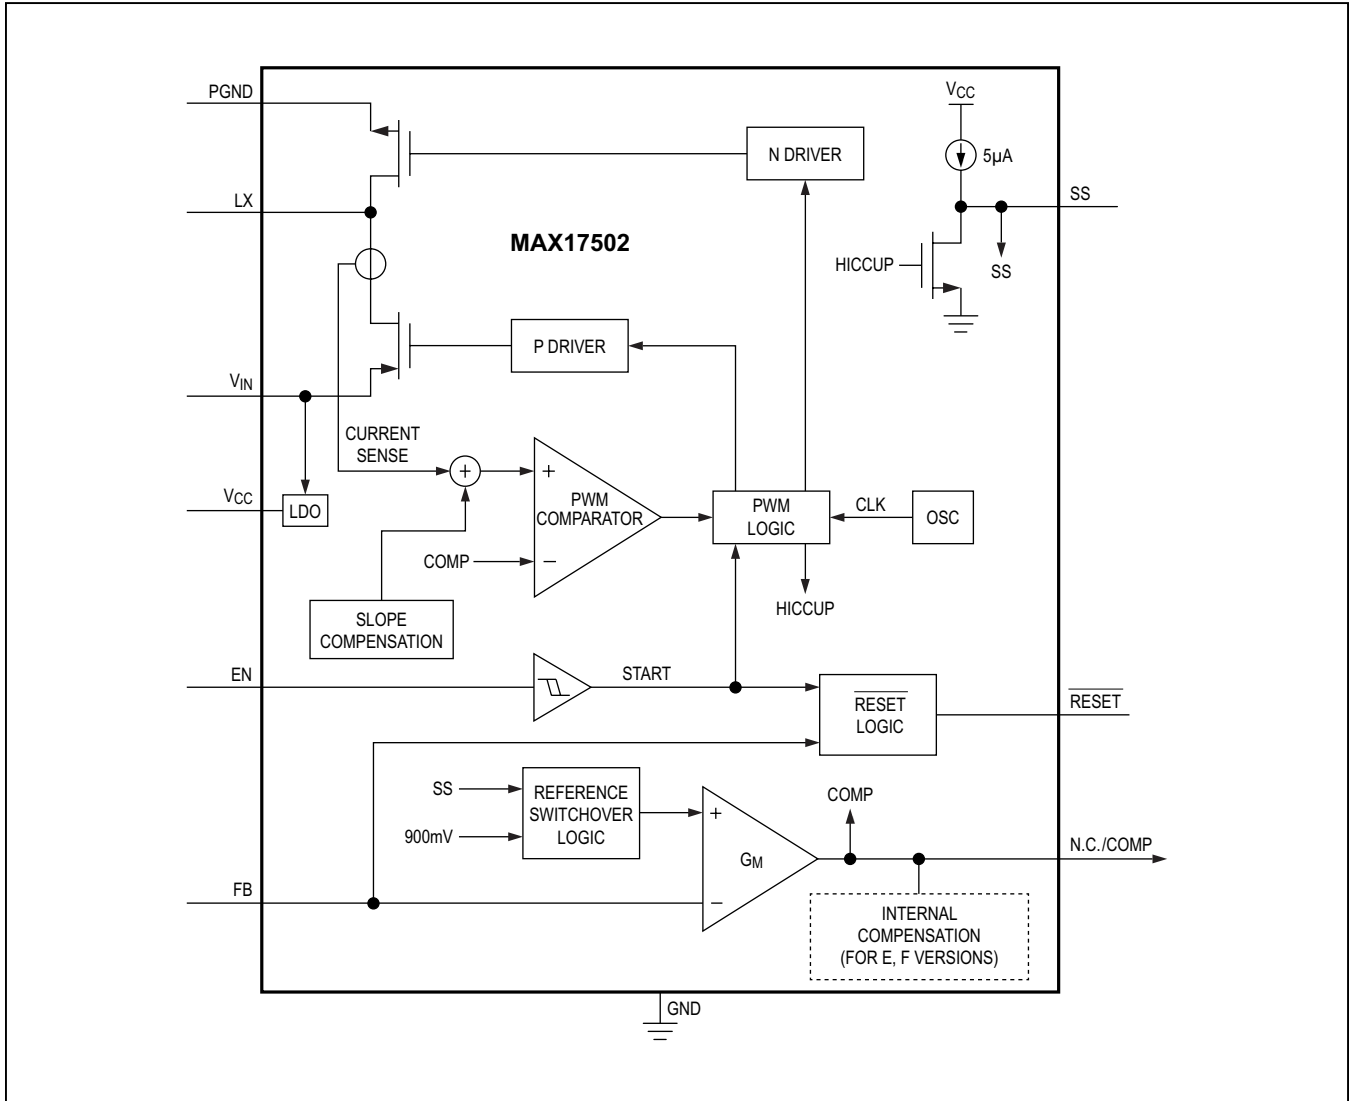 PGND
N DRIVER
VCC
5µA
LX
SS
MAX17502
HICCUP
SS
P DRIVER
VIN
CURRENT
SENSE
+
+
PWM
COMPARATOR
PWM
LOGIC
CLK
OSC
VCC
LDO
COMP
−
HICCUP
SLOPE
COMPENSATION
EN
START
RESET
LOGIC
RESET
SS
REFERENCE
SWITCHOVER
LOGIC
900mV
+
GM
−
COMP
N.C./COMP
FB
INTERNAL
COMPENSATION
(FOR E, F VERSIONS)
GND